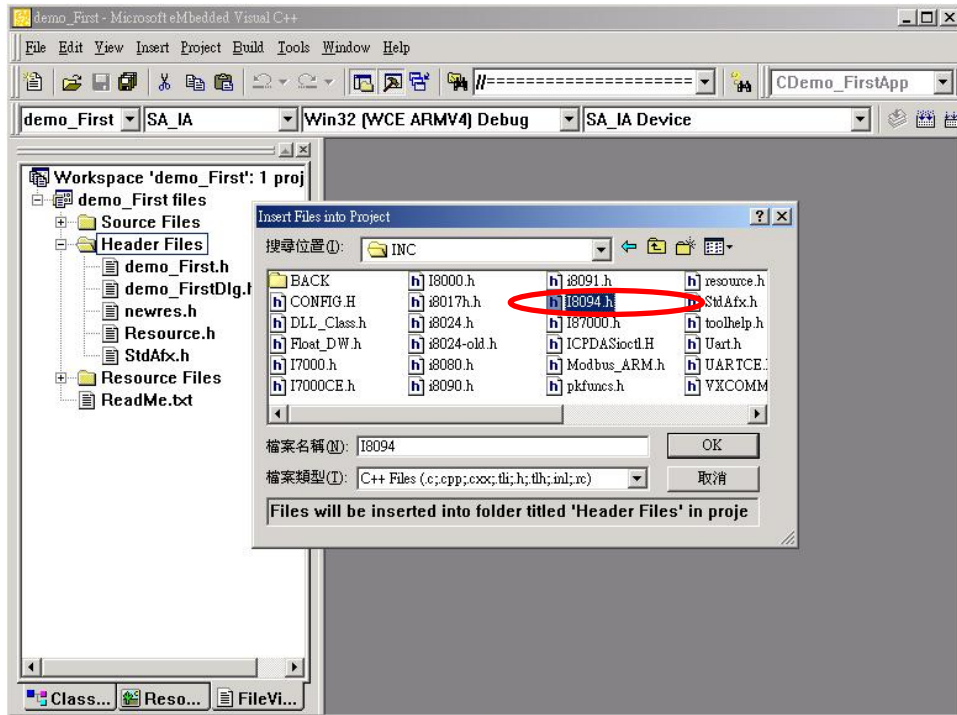 demo_First - Microsoft eMbedded Visual C++
File Edit View Insert Project Build Tools Window Help
//===================== CDemo_FirstApp
demo_First SA_IA Win32 (WCE ARMV4) Debug SA_IA Device
Workspace 'demo_First': 1 proj
demo_First files
Source Files
Header Files
demo_First.h
demo_FirstDlg.h
newres.h
Resource.h
StdAfx.h
Resource Files
ReadMe.txt
Insert Files into Project
搜尋位置(I): INC
BACK
CONFIG.H
DLL_Class.h
Float_DW.h
I7000.h
I7000CE.h
I8000.h
i8017h.h
i8024.h
i8024-old.h
i8080.h
i8090.h
i8091.h
I8094.h
I87000.h
ICPDASioctl.H
Modbus_ARM.h
pkfuncs.h
resource.h
StdAfx.h
toolhelp.h
Uart.h
UARTCE.
VXCOMM
檔案名稱(N): I8094 OK
檔案類型(T): C++ Files (.c;.cpp;.cxx;.tli;.h;.tlh;.inl;.rc) 取消
Files will be inserted into folder titled 'Header Files' in proje
Class... Reso... FileVi...